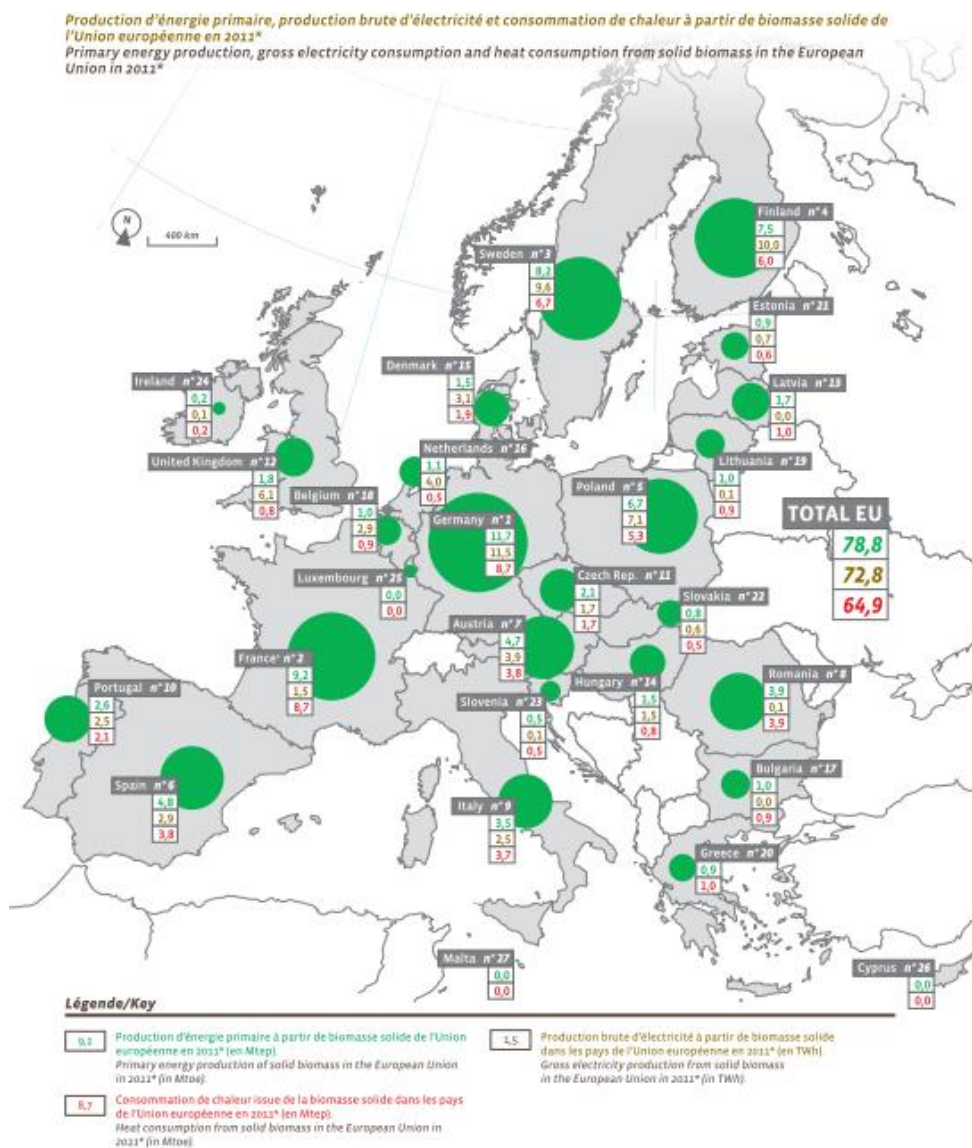 Production d'énergie primaire, production brute d'électricité et consommation de chaleur à partir de biomasse solide de
l'Union européenne en 2011*
Primary energy production, gross electricity consumption and heat consumption from solid biomass in the European
Union in 2011*
N
400 km
Finland n°4
7,5
10,0
6,0
Sweden n°3
8,2
9,6
6,7
Estonia n°21
0,9
0,7
0,6
Denmark n°15
1,5
3,1
1,9
Ireland n°24
0,2
0,1
0,2
Latvia n°13
1,7
0,0
1,0
Netherlands n°16
1,1
4,0
0,5
United Kingdom n°12
1,8
6,1
0,8
Lithuania n°19
1,0
0,1
0,9
Belgium n°18
1,0
2,9
0,9
Poland n°5
6,7
7,1
5,3
Germany n°1
11,7
11,5
8,7
TOTAL EU
78,8
72,8
64,9
Luxembourg n°25
0,0
0,0
Czech Rep. n°11
2,1
1,7
1,7
Slovakia n°22
0,8
0,6
0,5
Austria n°7
4,7
3,9
3,8
France* n°2
9,2
1,5
8,7
Hungary n°14
1,5
1,5
0,8
Romania n°8
3,9
0,1
3,9
Portugal n°10
2,6
2,5
2,1
Slovenia n°23
0,5
0,1
0,5
Spain n°6
4,8
2,9
3,8
Bulgaria n°17
1,0
0,0
0,9
Italy n°9
3,5
2,5
3,7
Greece n°20
0,9
1,0
Malta n°27
0,0
0,0
Cyprus n°26
0,0
0,0
Légende/Key
9,2
Production d'énergie primaire à partir de biomasse solide de l'Union
européenne en 2011* (en Mtep).
Primary energy production of solid biomass in the European Union
in 2011* (in Mtoe).
8,7
Consommation de chaleur issue de la biomasse solide dans les pays
de l'Union européenne en 2011* (en Mtep).
Heat consumption from solid biomass in the European Union in
2011* (in Mtoe).
1,5
Production brute d'électricité à partir de biomasse solide
dans les pays de l'Union européenne en 2011* (en TWh).
Gross electricity production from solid biomass
in the European Union in 2011* (in TWh).